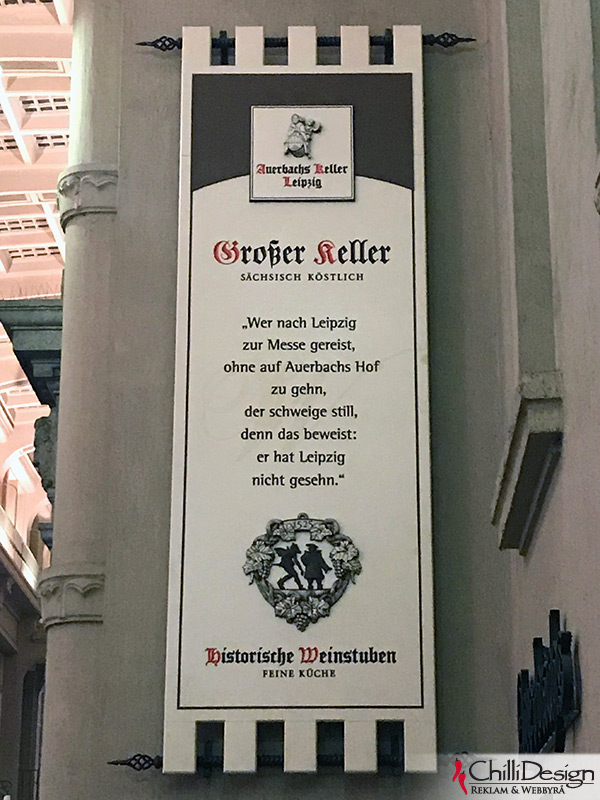 Auerbachs Keller
Leipzig
Großer Keller
SÄCHSISCH KÖSTLICH
„Wer nach Leipzig
zur Messe gereist,
ohne auf Auerbachs Hof
zu gehn,
der schweige still,
denn das beweist:
er hat Leipzig
nicht gesehn.“
1525
Historische Weinstuben
FEINE KÜCHE
ChilliDesign
REKLAM & WEBBYRÅ